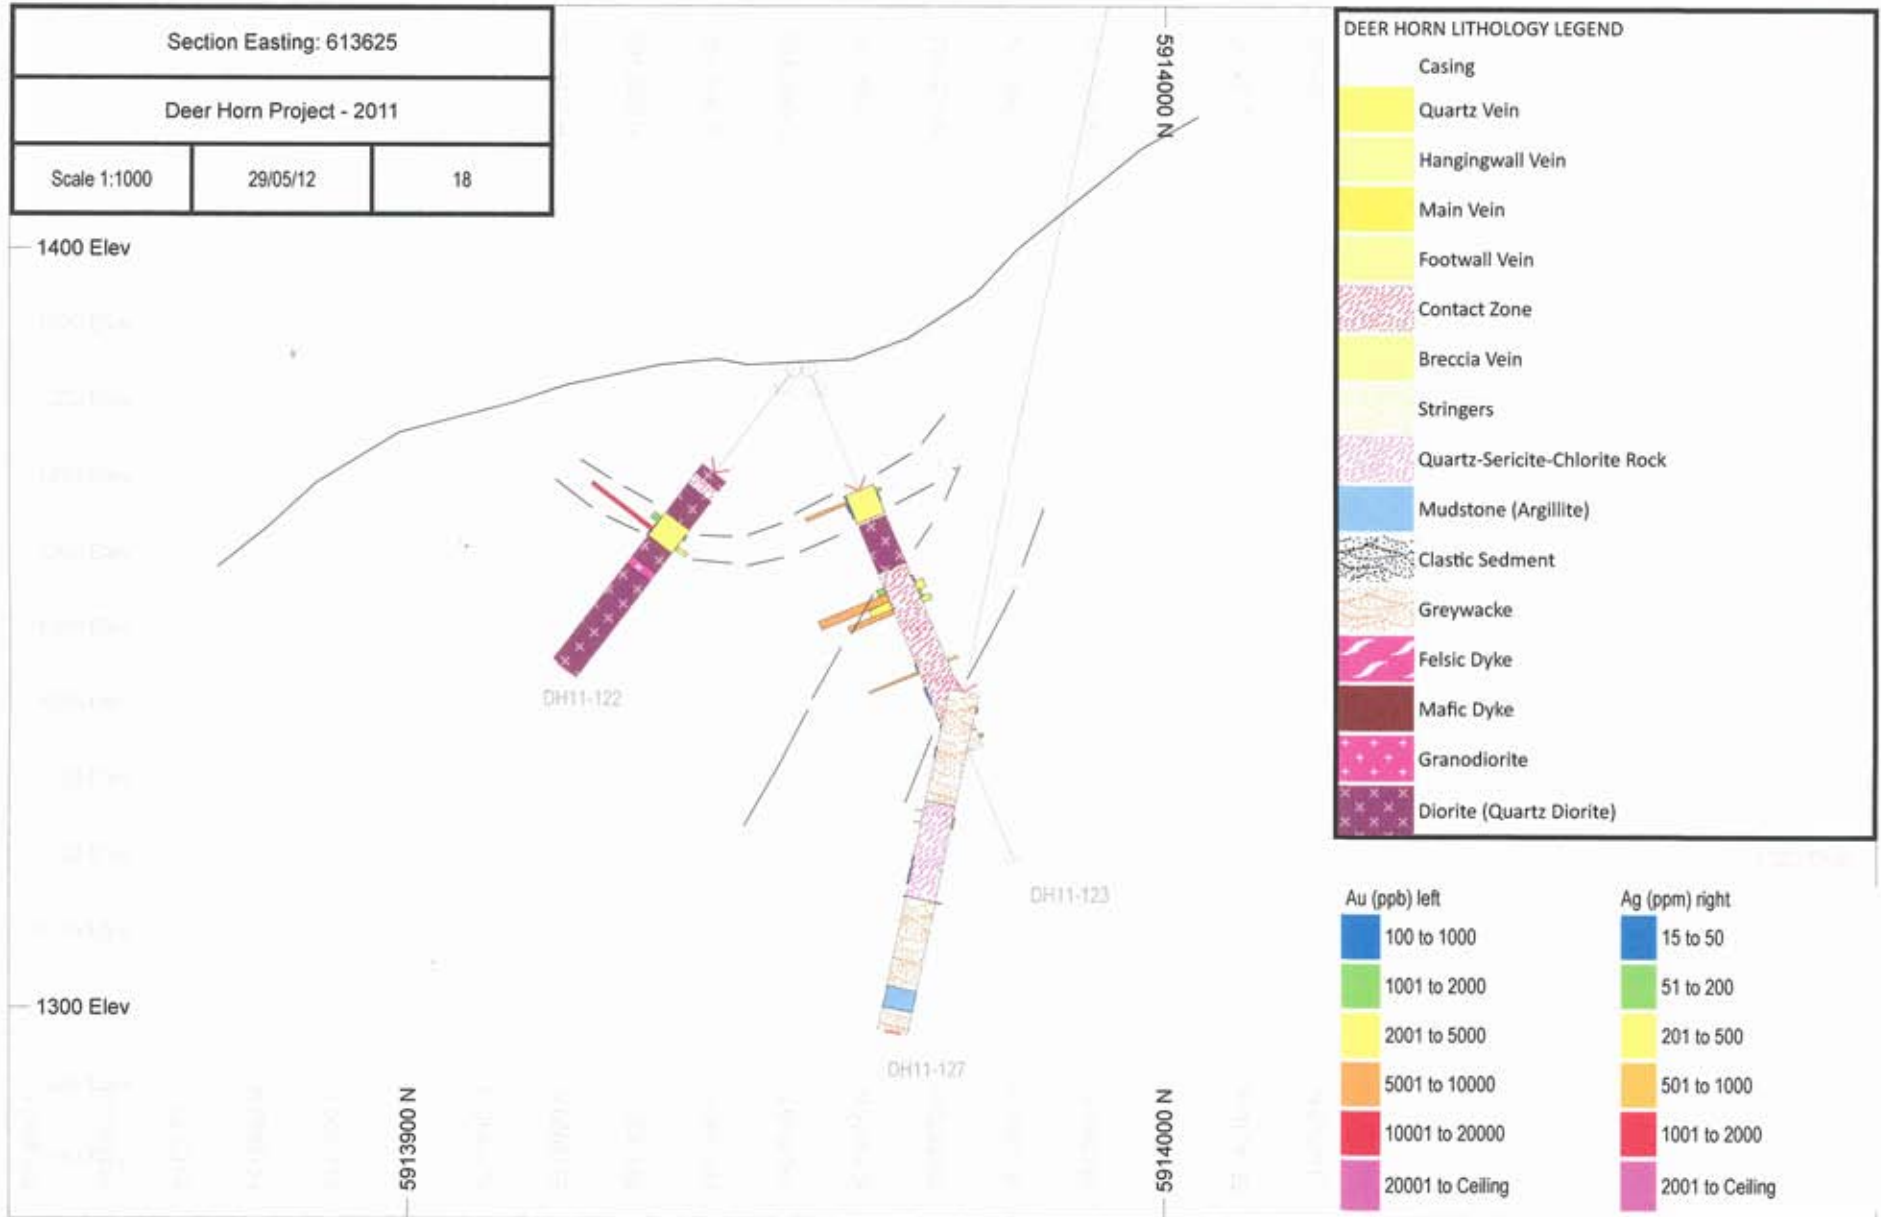 Section Easting: 613625
Deer Horn Project - 2011
Scale 1:1000
29/05/12
18
5914000 N
1400 Elev
DH11-122
DH11-123
DH11-127
1300 Elev
5913900 N
5914000 N
DEER HORN LITHOLOGY LEGEND
Casing
Quartz Vein
Hangingwall Vein
Main Vein
Footwall Vein
Contact Zone
Breccia Vein
Stringers
Quartz-Sericite-Chlorite Rock
Mudstone (Argillite)
Clastic Sediment
Greywacke
Felsic Dyke
Mafic Dyke
Granodiorite
Diorite (Quartz Diorite)
Au (ppb) left
100 to 1000
1001 to 2000
2001 to 5000
5001 to 10000
10001 to 20000
20001 to Ceiling
Ag (ppm) right
15 to 50
51 to 200
201 to 500
501 to 1000
1001 to 2000
2001 to Ceiling